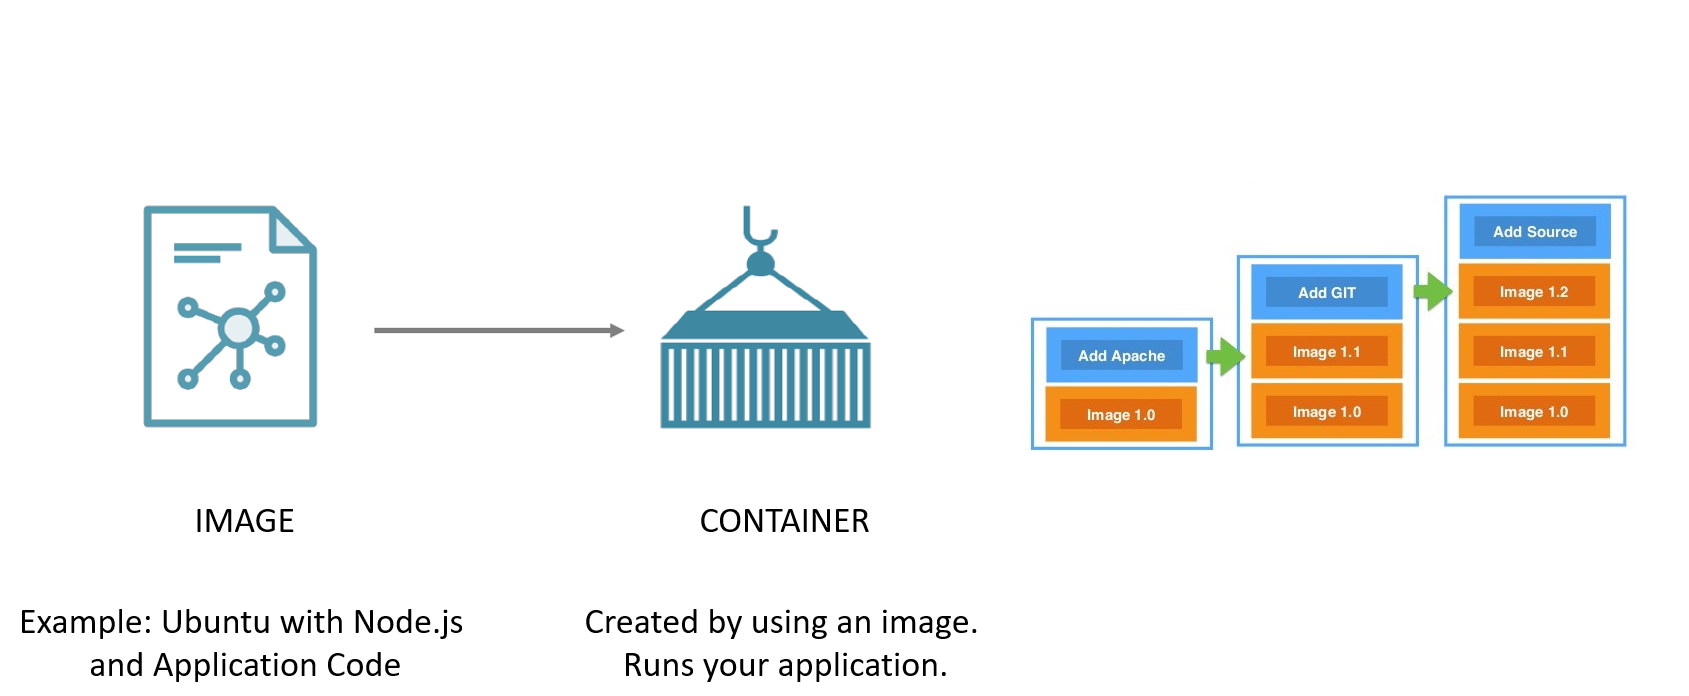 IMAGE
Example: Ubuntu with Node.js
and Application Code
CONTAINER
Created by using an image.
Runs your application.
Add Apache
Image 1.0
Add GIT
Image 1.1
Image 1.0
Add Source
Image 1.2
Image 1.1
Image 1.0